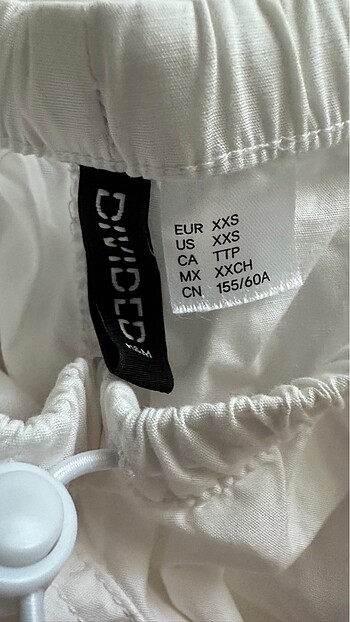 DIVIDED
H&M
EUR XXS
US XXS
CA TTP
MX XXCH
CN 155/60A